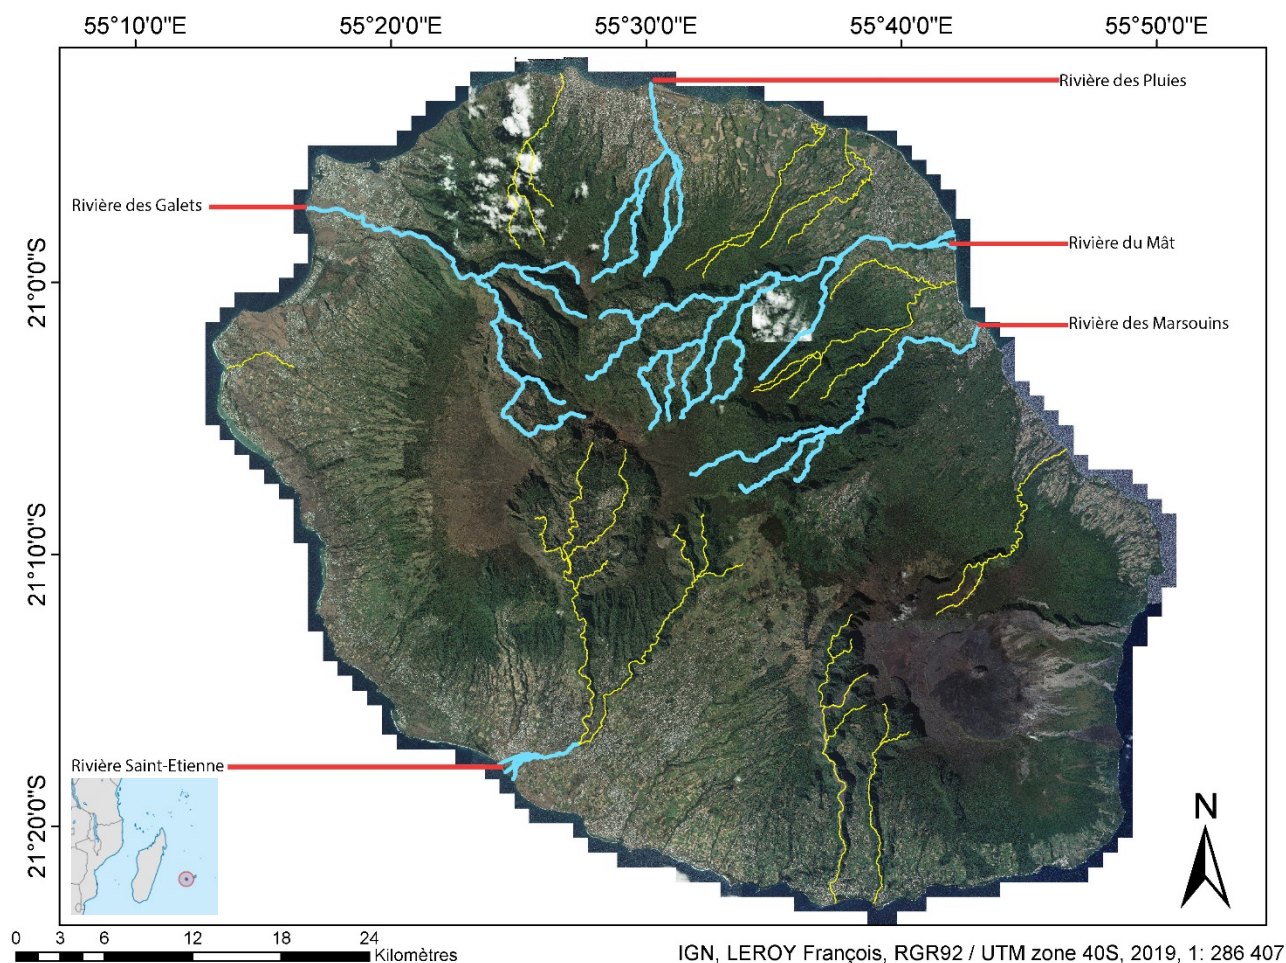 55°10'0"E 55°20'0"E 55°30'0"E 55°40'0"E 55°50'0"E
Rivière des Pluies
Rivière des Galets
Rivière du Mât
21°0'0"S
Rivière des Marsouins
21°10'0"S
Rivière Saint-Etienne
21°20'0"S
N
0 3 6 12 18 24
Kilomètres
IGN, LEROY François, RGR92 / UTM zone 40S, 2019, 1: 286 407